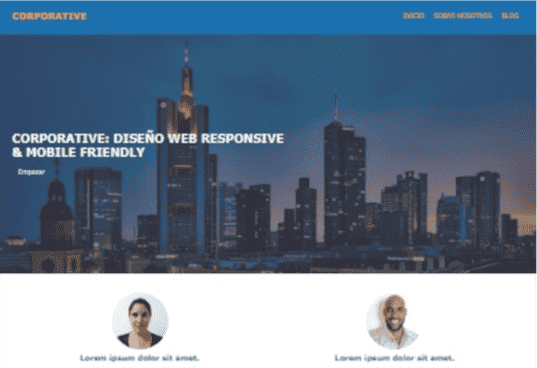 CORPORATIVE
INICIO SOBRE NOSOTROS BLOG
CORPORATIVE: DISEÑO WEB RESPONSIVE
& MOBILE FRIENDLY
Empezar
Lorem ipsum dolor sit amet.
Lorem ipsum dolor sit amet.